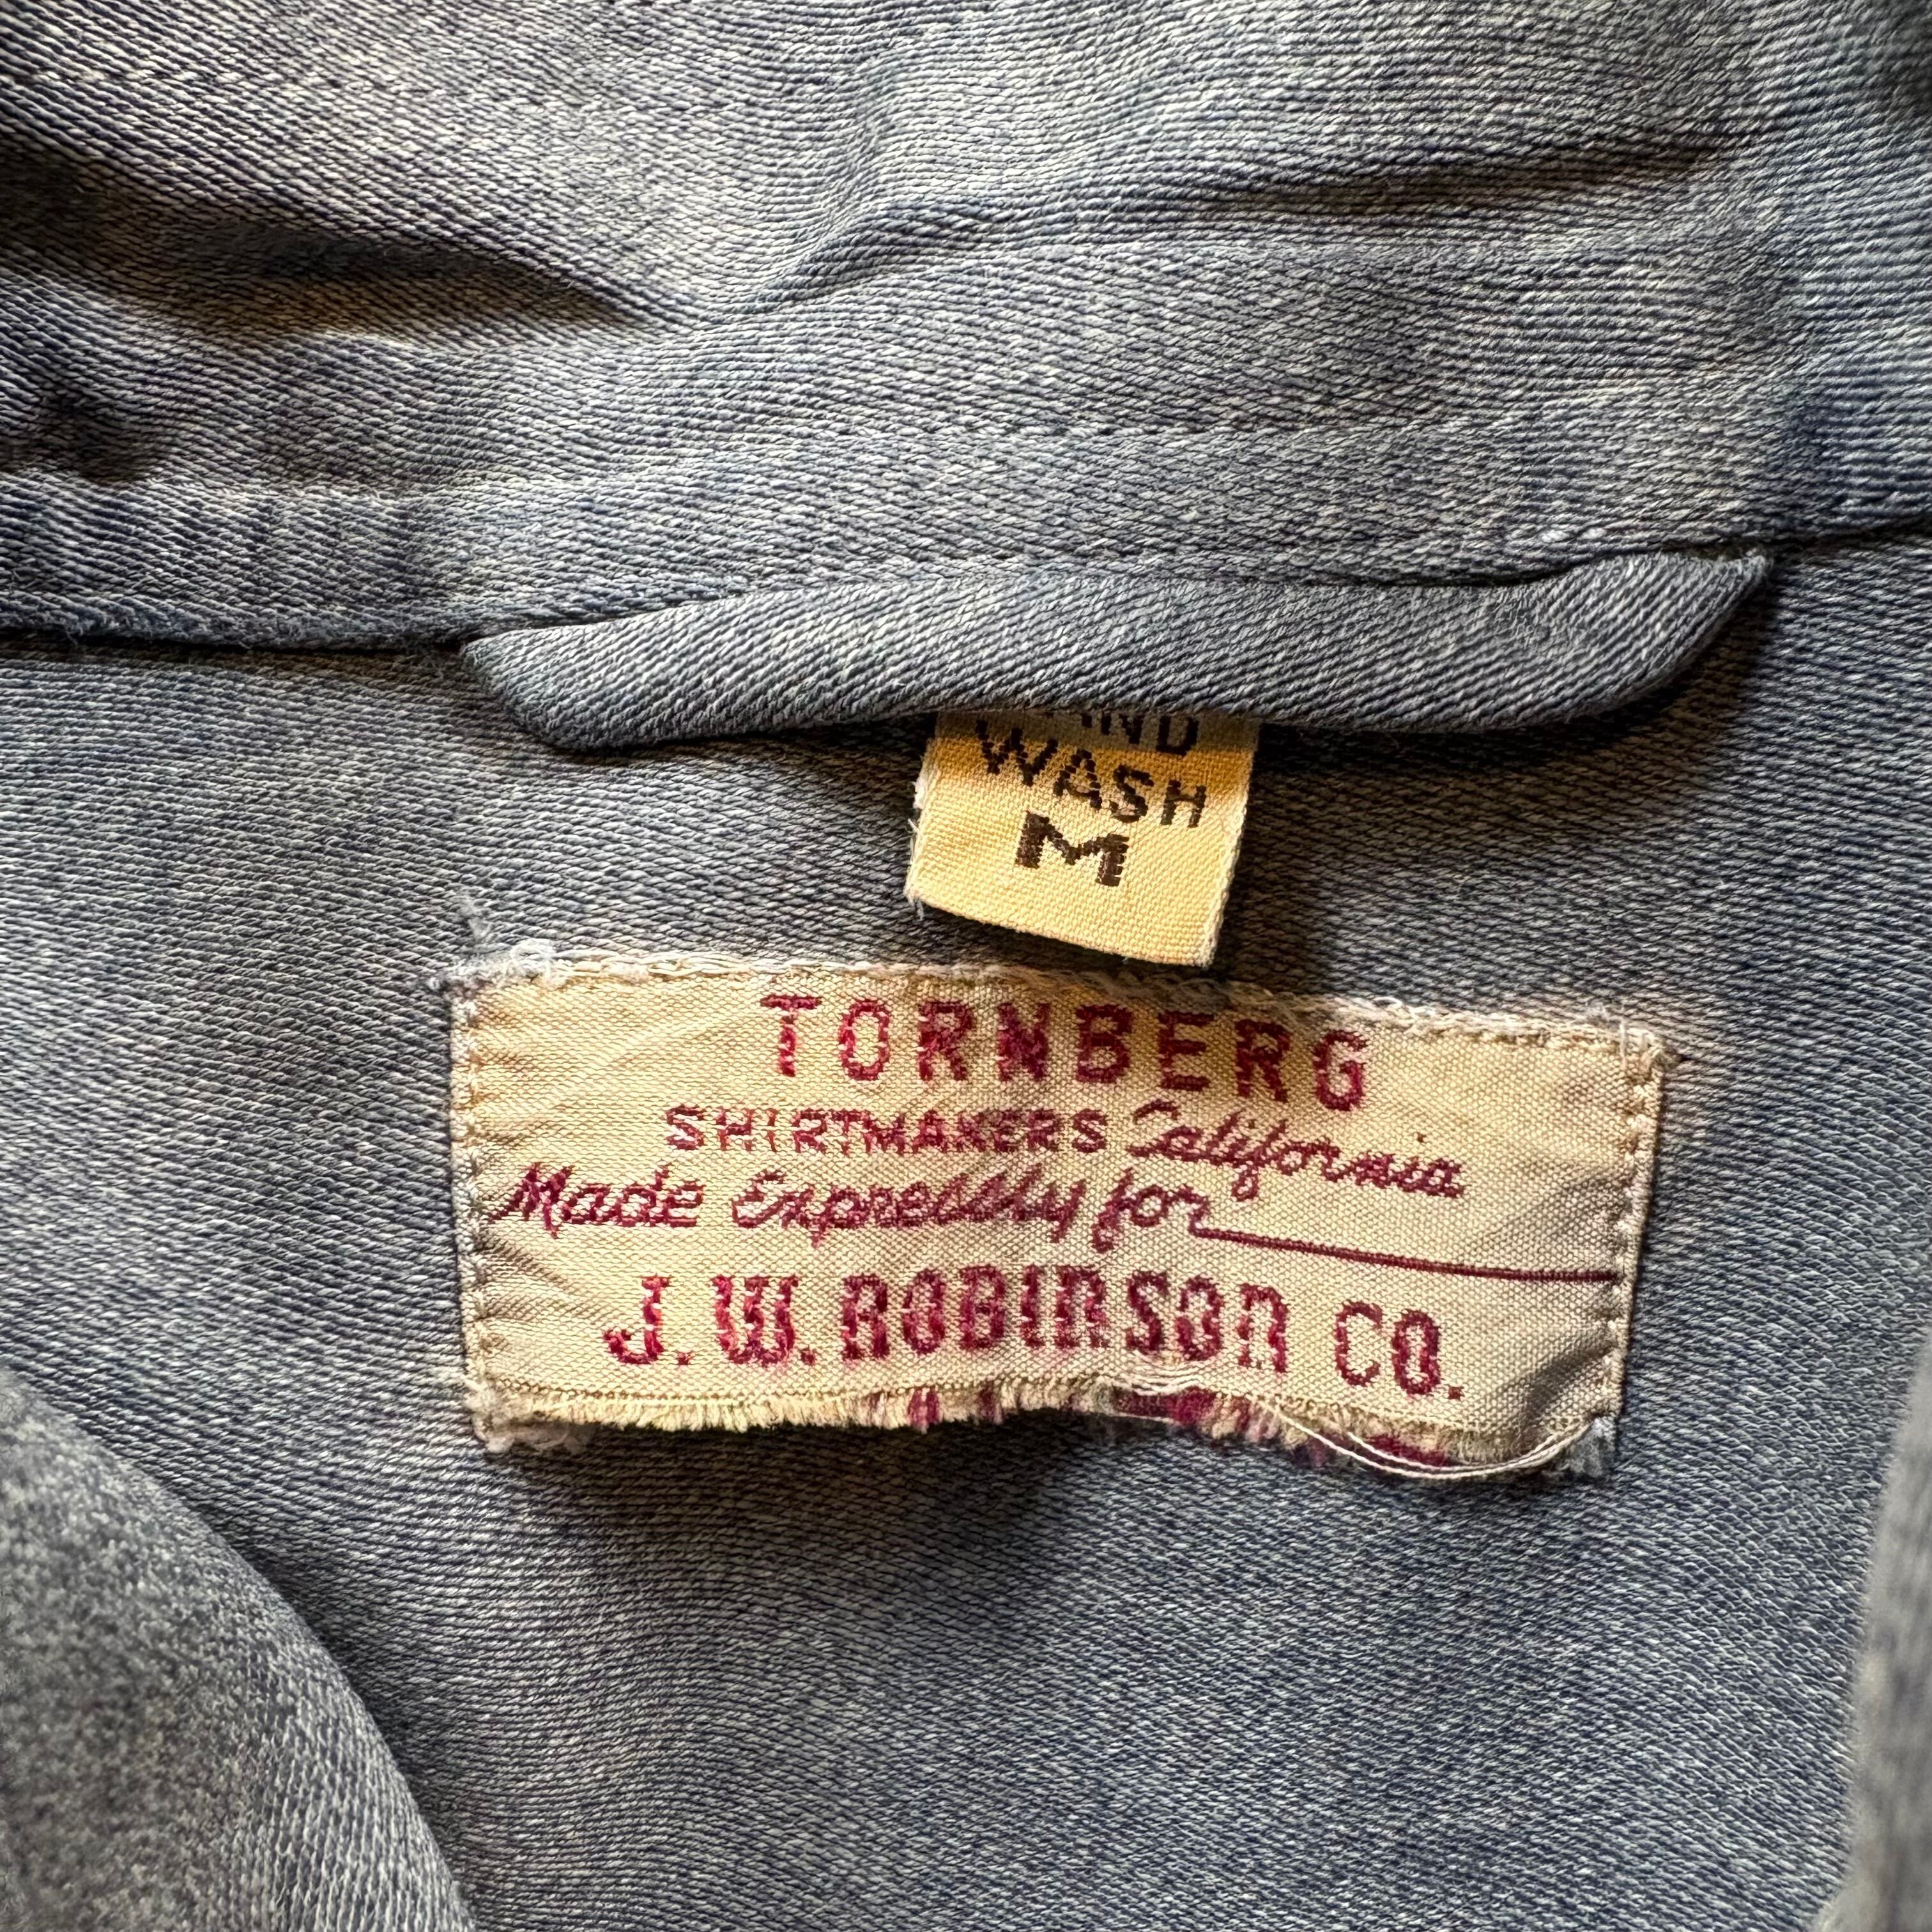 WASH
M
TORNBERG
SHIRTMAKERS California
Made Expressly for
J. W. ROBINSON CO.